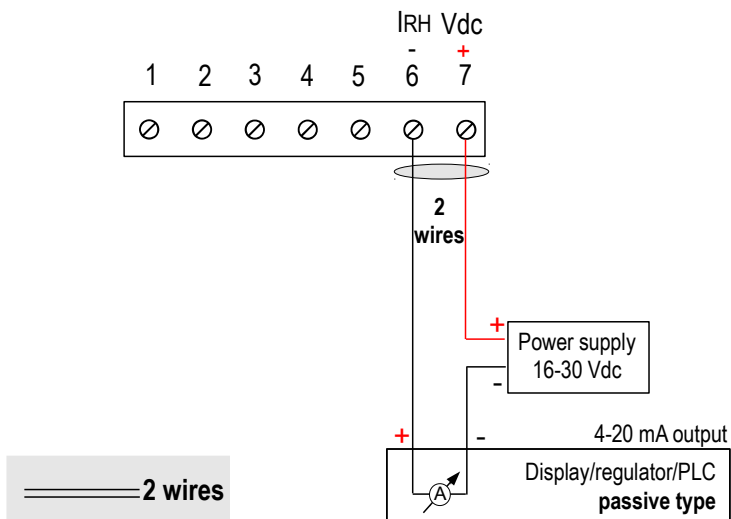 IRH Vdc
- +
1 2 3 4 5 6 7
2
wires
+
Power supply
16-30 Vdc
-
+ - 4-20 mA output
Display/regulator/PLC
A
passive type
2 wires